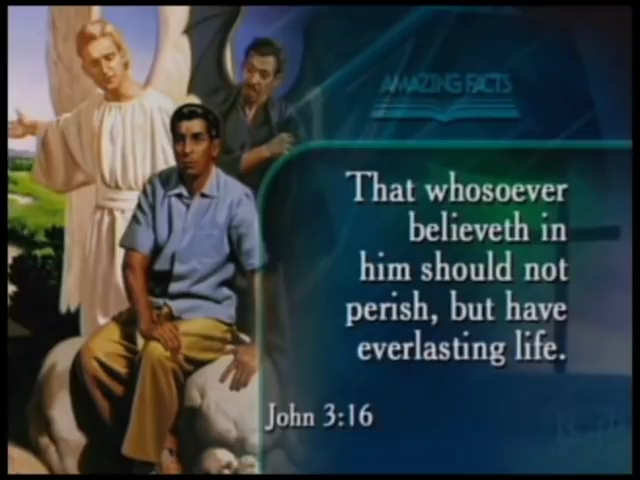 AMAZING FACTS
That whosoever
believeth in
him should not
perish, but have
everlasting life.
John 3:16